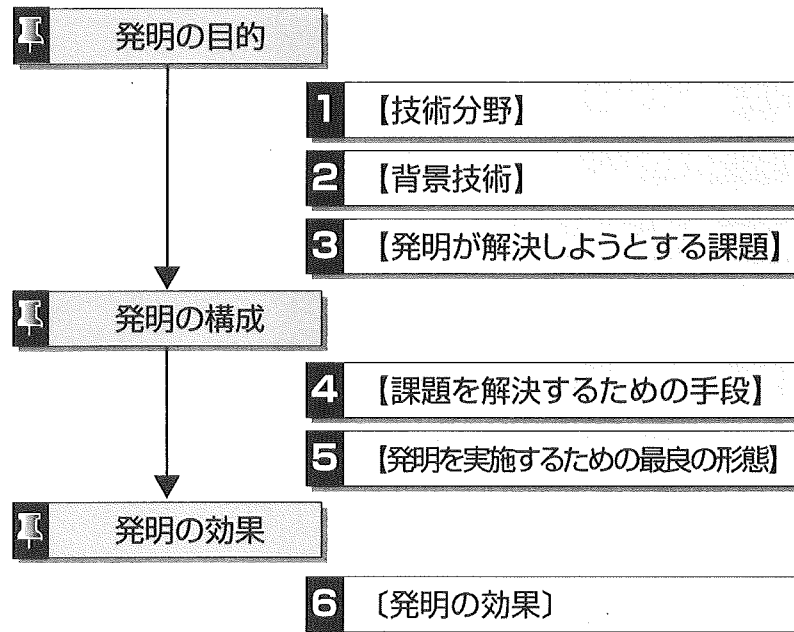 発明の目的
1 【技術分野】
2 【背景技術】
3 【発明が解決しようとする課題】
発明の構成
4 【課題を解決するための手段】
5 【発明を実施するための最良の形態】
発明の効果
6 〔発明の効果〕